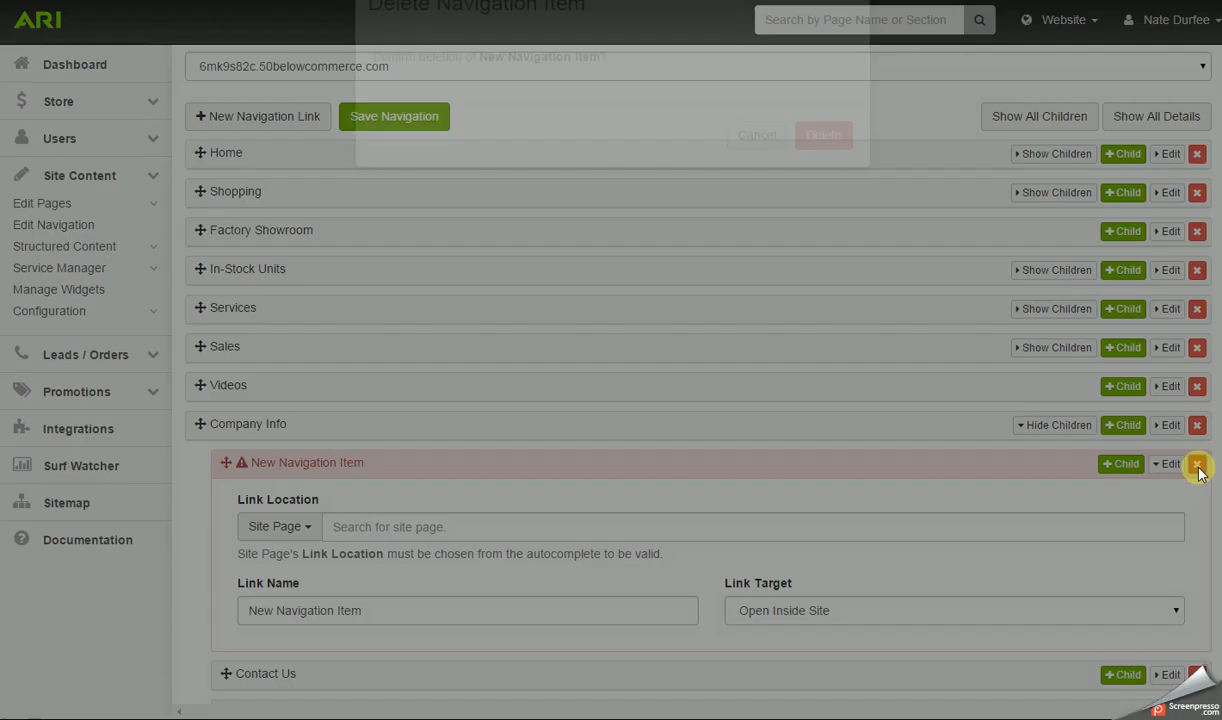 ARI
Delete Navigation Item
Search by Page Name or Section
Website
Nate Durfee
Confirm deletion of New Navigation Item?
6mk9s82c.50belowcommerce.com
Cancel
Delete
New Navigation Link
Save Navigation
Show All Children
Show All Details
Dashboard
Store
Users
Site Content
Edit Pages
Edit Navigation
Structured Content
Service Manager
Manage Widgets
Configuration
Leads / Orders
Promotions
Integrations
Surf Watcher
Sitemap
Documentation
Home Show Children Child Edit
Shopping Show Children Child Edit
Factory Showroom Child Edit
In-Stock Units Show Children Child Edit
Services Show Children Child Edit
Sales Show Children Child Edit
Videos Child Edit
Company Info Hide Children Child Edit
New Navigation Item Child Edit
Link Location
Site Page Search for site page.
Site Page's Link Location must be chosen from the autocomplete to be valid.
Link Name
Link Target
New Navigation Item
Open Inside Site
Contact Us Child Edit
Screenpresso
.com